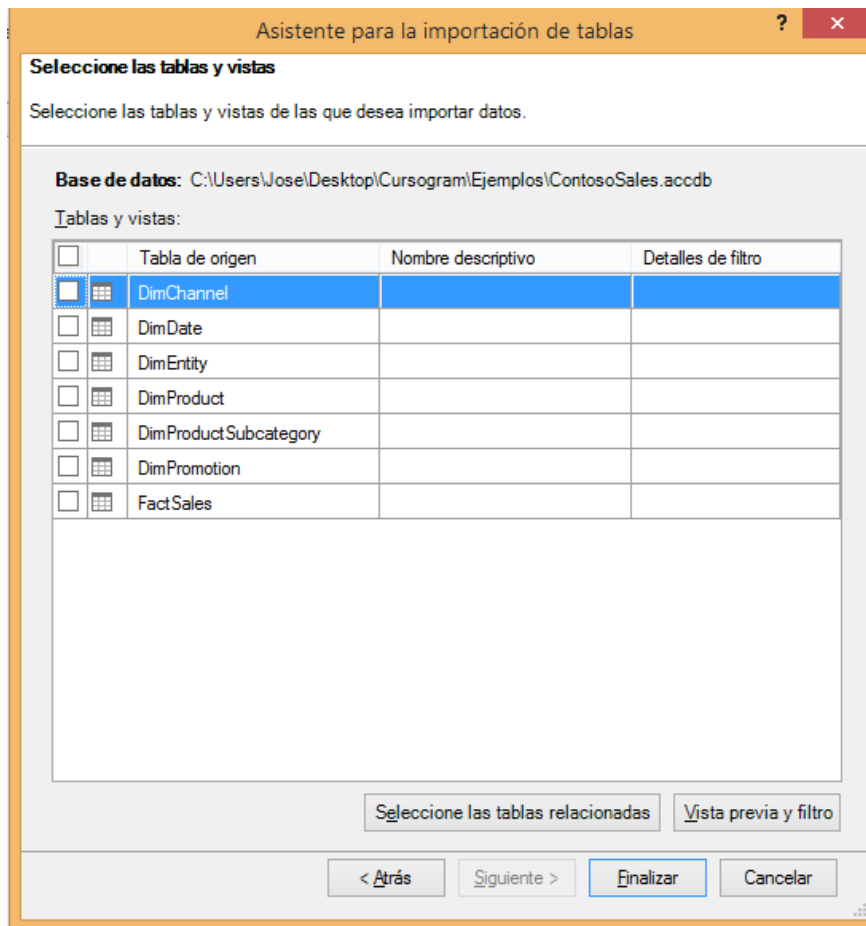 Asistente para la importación de tablas
?
×
Seleccione las tablas y vistas
Seleccione las tablas y vistas de las que desea importar datos.
Base de datos: C:\Users\Jose\Desktop\Cursogram\Ejemplos\ContosoSales.accdb
Tablas y vistas:
Tabla de origen Nombre descriptivo Detalles de filtro
DimChannel
DimDate
DimEntity
DimProduct
DimProductSubcategory
DimPromotion
FactSales
Seleccione las tablas relacionadas Vista previa y filtro
< Atrás Siguiente > Finalizar Cancelar